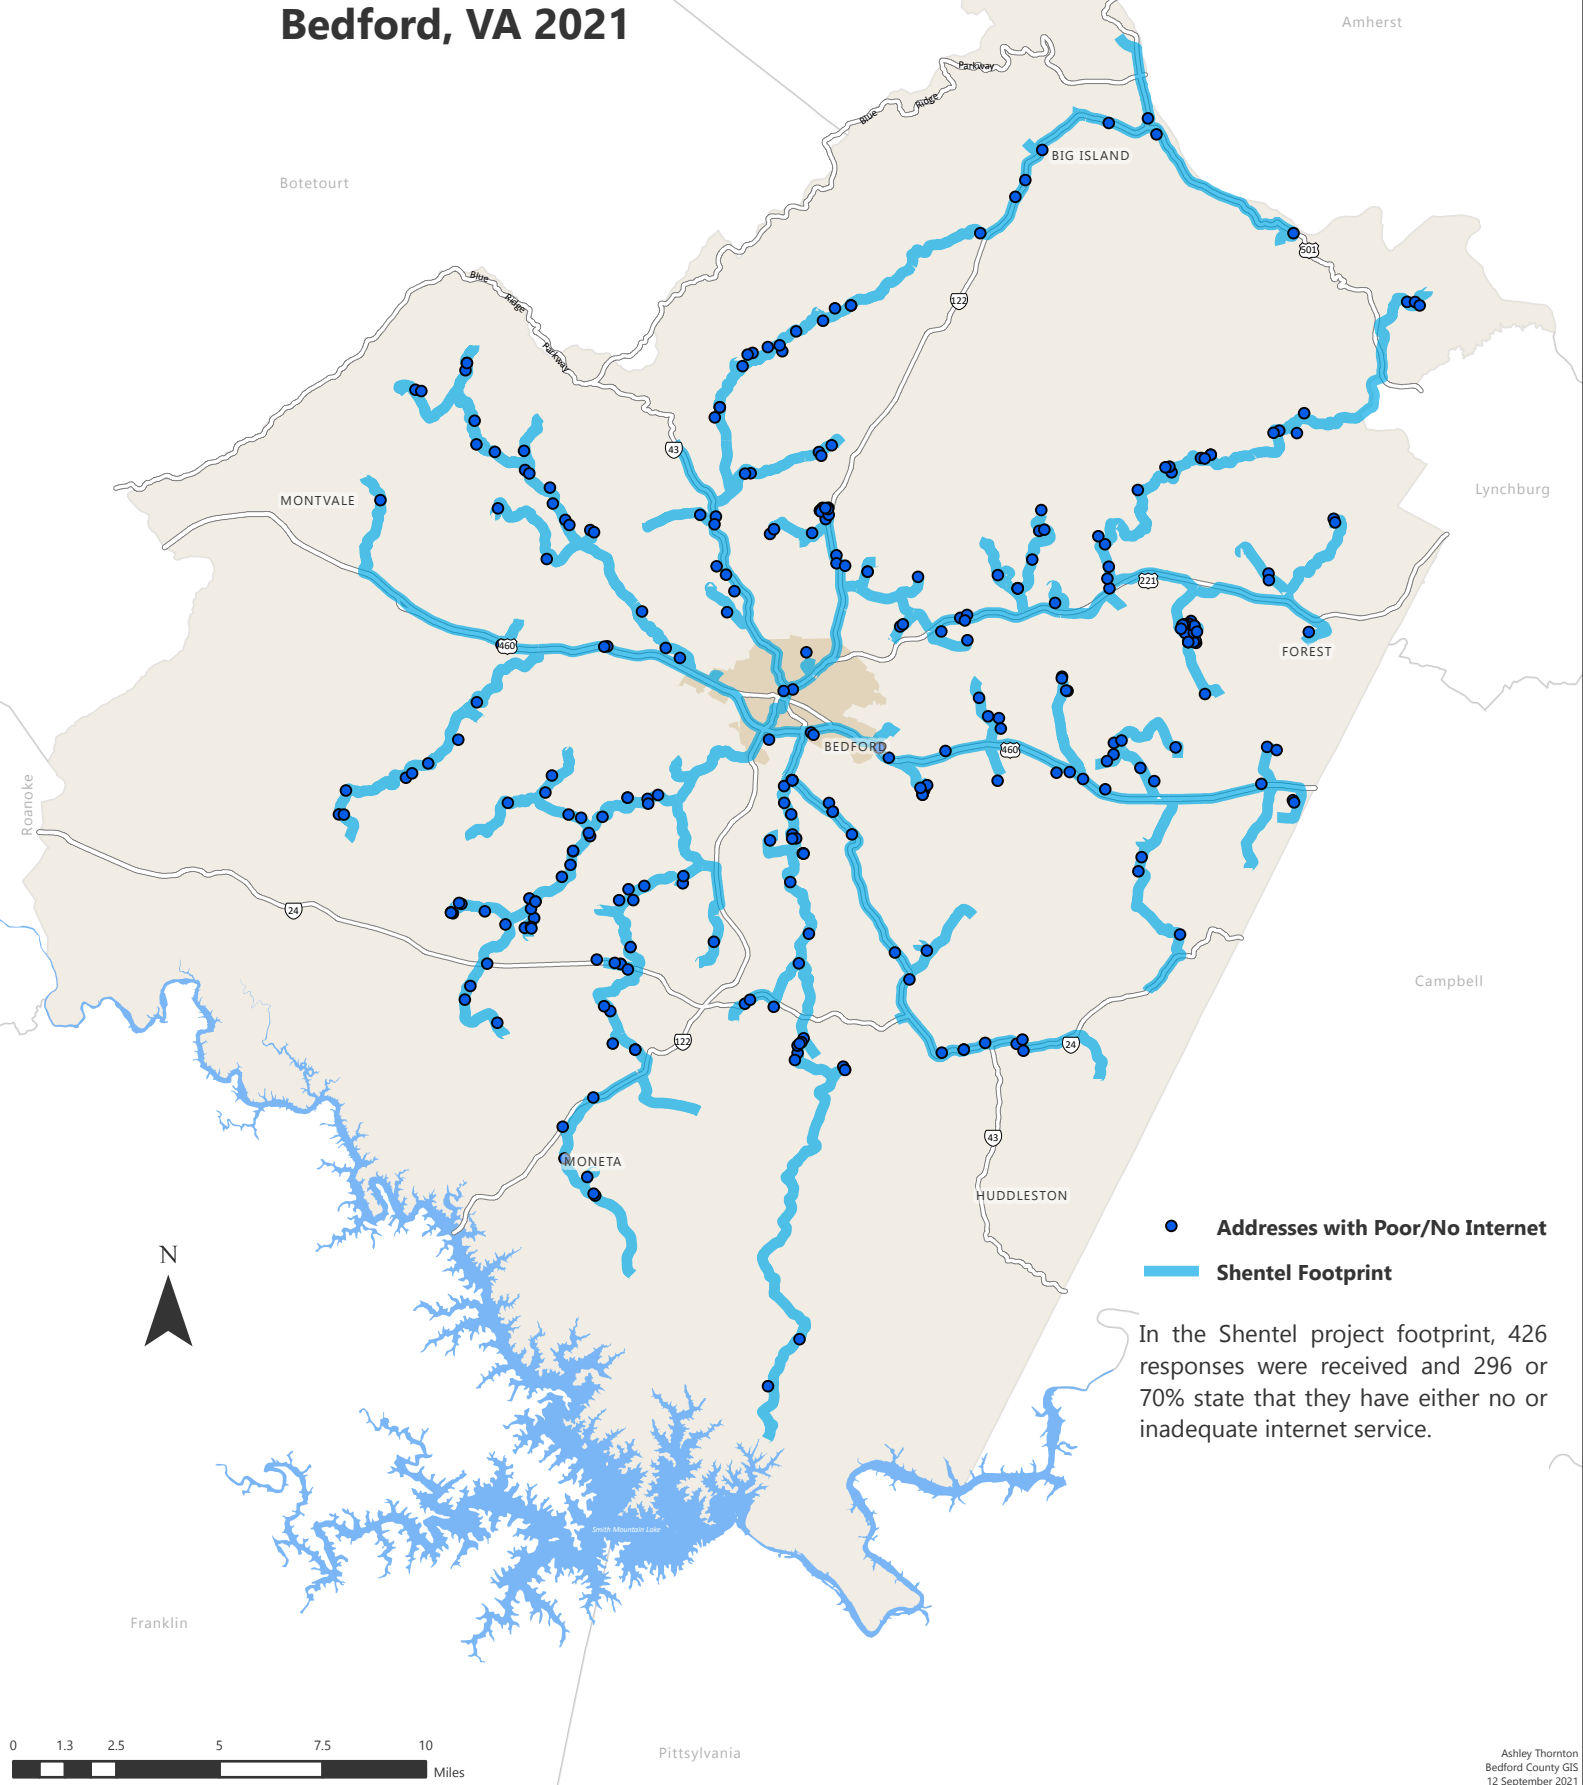 Bedford, VA 2021
Amherst
Parkway
Ridge
Blue
BIG ISLAND
Botetourt
501
Blue
Ridge
122
Parkway
43
MONTVALE
Lynchburg
221
460
FOREST
BEDFORD
460
Roanoke
24
Campbell
122
24
43
MONETA
HUDDLESTON
Addresses with Poor/No Internet
N
Shentel Footprint
In the Shentel project footprint, 426
responses were received and 296 or
70% state that they have either no or
inadequate internet service.
Smith Mountain Lake
Franklin
0 1.3 2.5 5 7.5 10
Miles
Pittsylvania
Ashley Thornton
Bedford County GIS
12 September 2021